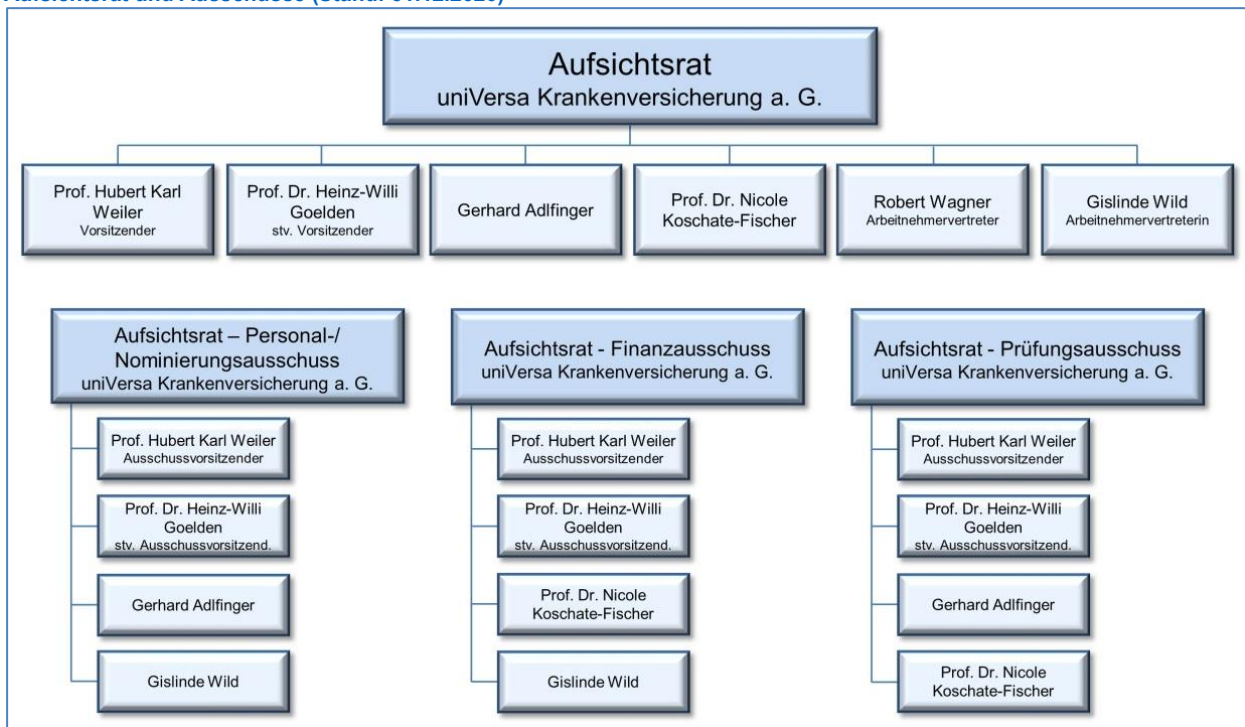 Aufsichtsrat
uniVersa Krankenversicherung a. G.
Prof. Hubert Karl
Weiler
Vorsitzender
Prof. Dr. Heinz-Willi
Goelden
stv. Vorsitzender
Gerhard Adlfinger
Prof. Dr. Nicole
Koschate-Fischer
Robert Wagner
Arbeitnehmervertreter
Gislinde Wild
Arbeitnehmervertreterin
Aufsichtsrat – Personal-/
Nominierungsausschuss
uniVersa Krankenversicherung a. G.
Prof. Hubert Karl Weiler
Ausschussvorsitzender
Prof. Dr. Heinz-Willi
Goelden
stv. Ausschussvorsitzend.
Gerhard Adlfinger
Gislinde Wild
Aufsichtsrat - Finanzausschuss
uniVersa Krankenversicherung a. G.
Prof. Hubert Karl Weiler
Ausschussvorsitzender
Prof. Dr. Heinz-Willi
Goelden
stv. Ausschussvorsitzend.
Prof. Dr. Nicole
Koschate-Fischer
Gislinde Wild
Aufsichtsrat - Prüfungsausschuss
uniVersa Krankenversicherung a. G.
Prof. Hubert Karl Weiler
Ausschussvorsitzender
Prof. Dr. Heinz-Willi
Goelden
stv. Ausschussvorsitzend.
Gerhard Adlfinger
Prof. Dr. Nicole
Koschate-Fischer